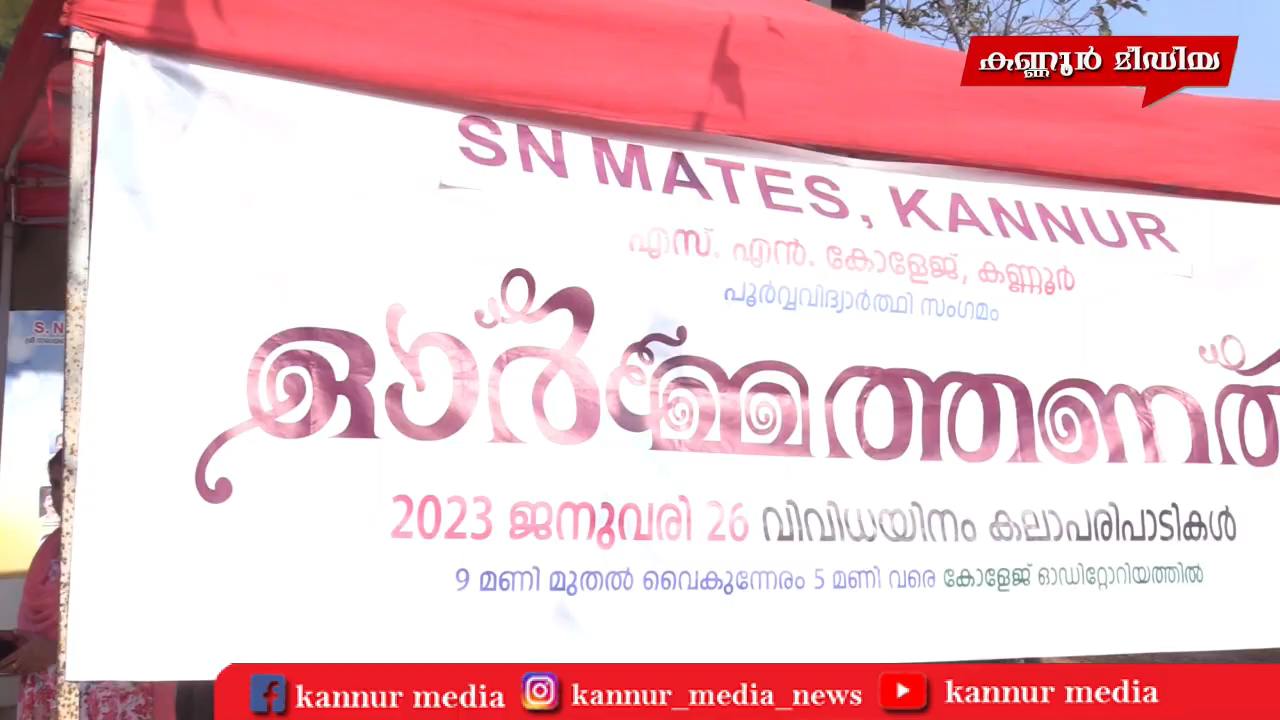 കണ്ണൂർ മീഡിയ
SN MATES, KANNUR
എസ്. എൻ. കോളേജ്, കണ്ണൂർ
പൂർവ്വവിദ്യാർത്ഥി സംഗമം
ഓർമ്മത്തണൽ
2023 ജനുവരി 26 വിവിധയിനം കലാപരിപാടികൾ
9 മണി മുതൽ വൈകുന്നേരം 5 മണി വരെ കോളേജ് ഓഡിറ്റോറിയത്തിൽ
S. N
kannur media kannur_media_news kannur media